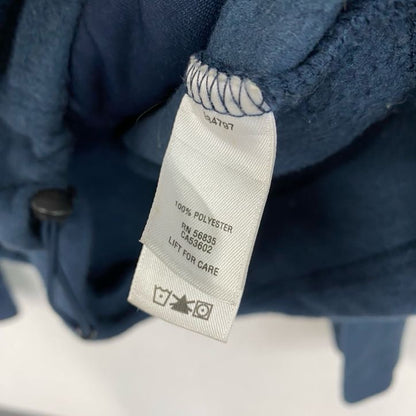 100% POLYESTER
RN 56835
CA53602
LIFT FOR CARE